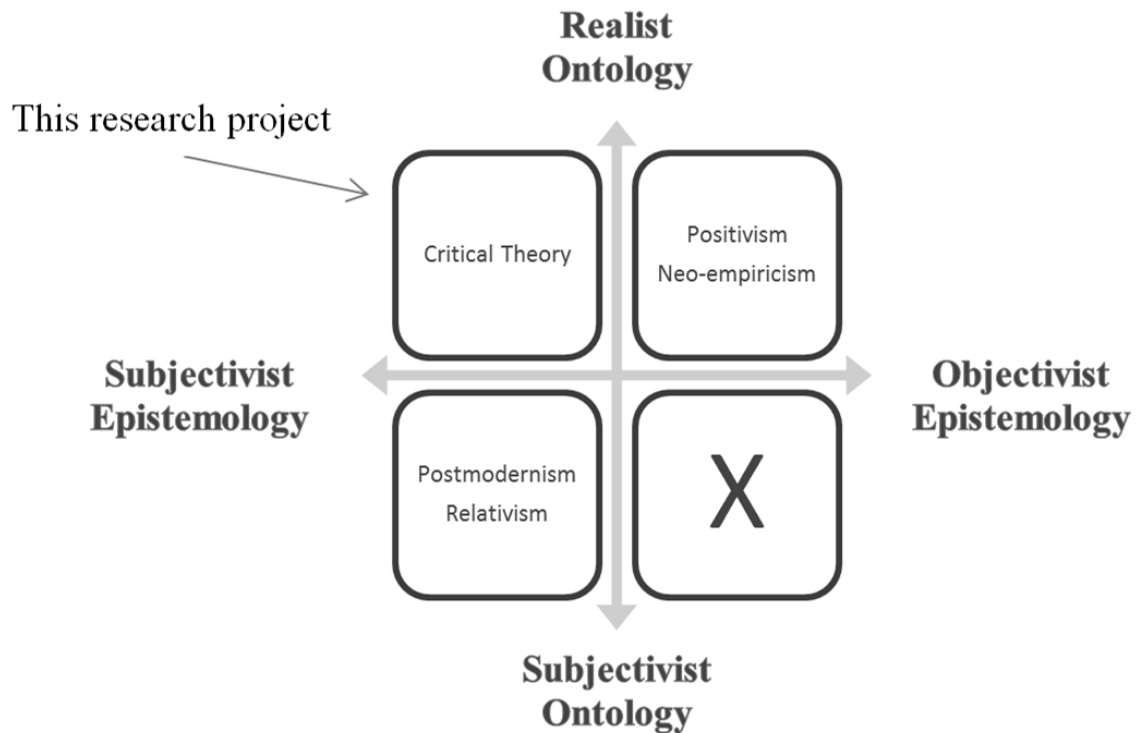 Realist
Ontology
This research project
Critical Theory
Positivism
Neo-empiricism
Subjectivist
Epistemology
Objectivist
Epistemology
Postmodernism
Relativism
X
Subjectivist
Ontology